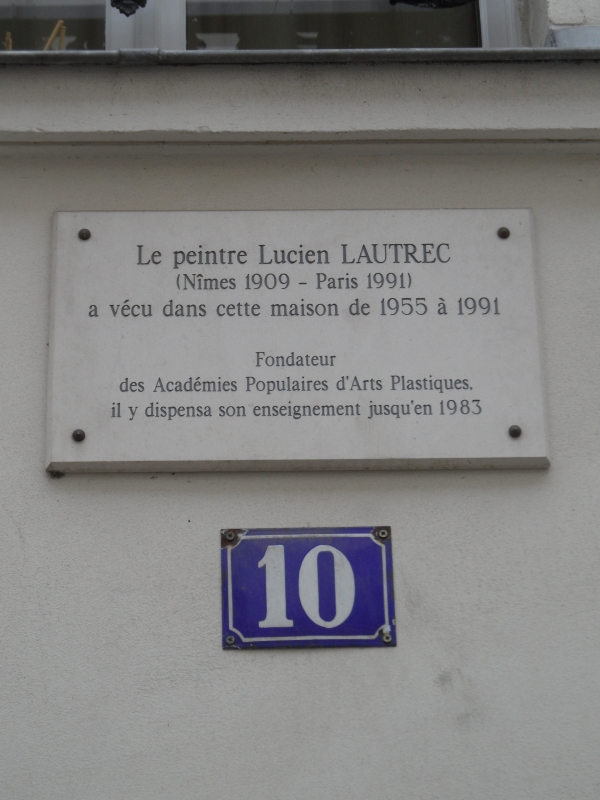 Le peintre Lucien LAUTREC
(Nîmes 1909 - Paris 1991)
a vécu dans cette maison de 1955 à 1991
Fondateur
des Académies Populaires d'Arts Plastiques,
il y dispensa son enseignement jusqu'en 1983
10